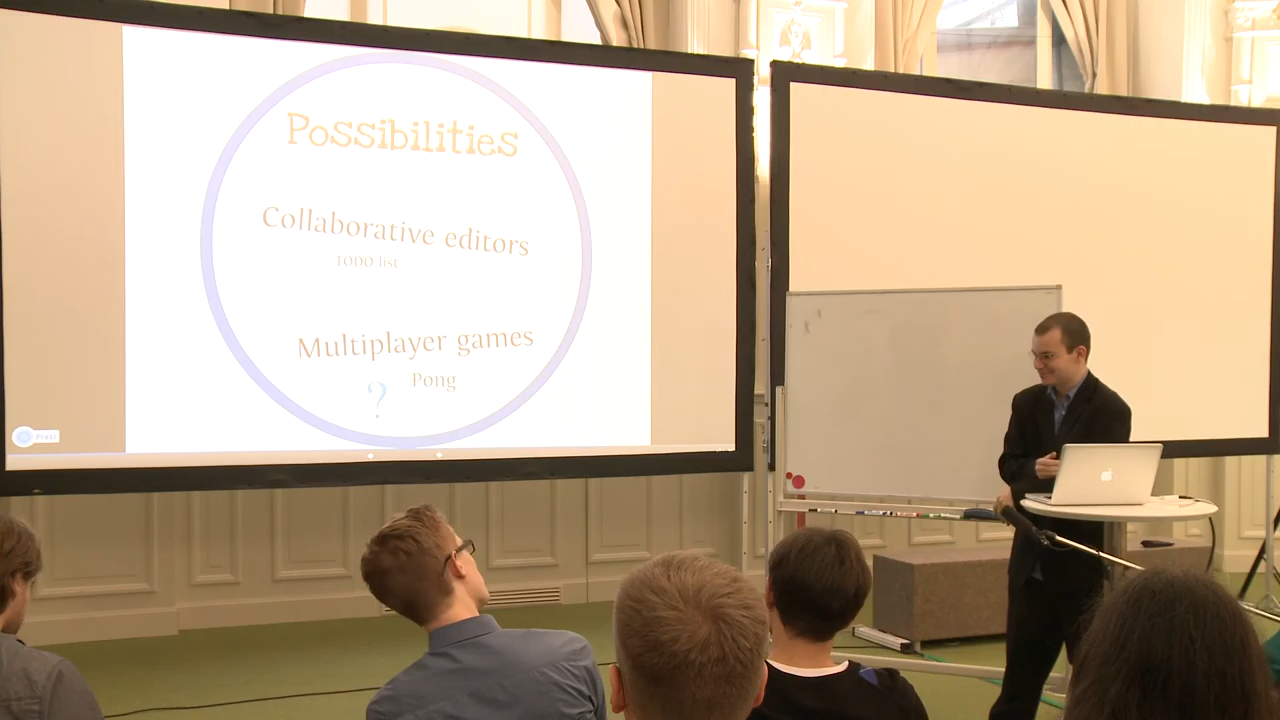 Possibilities
Collaborative editors
TODO list
Multiplayer games
Pong
?
Prezi